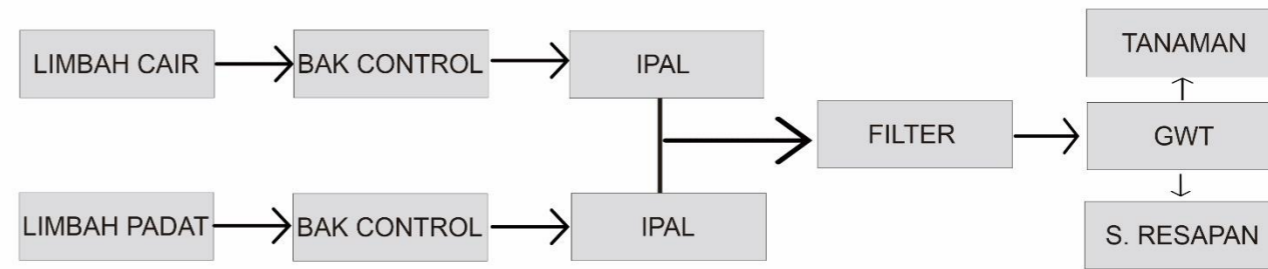 LIMBAH CAIR
BAK CONTROL
IPAL
TANAMAN
FILTER
GWT
LIMBAH PADAT
BAK CONTROL
IPAL
S. RESAPAN